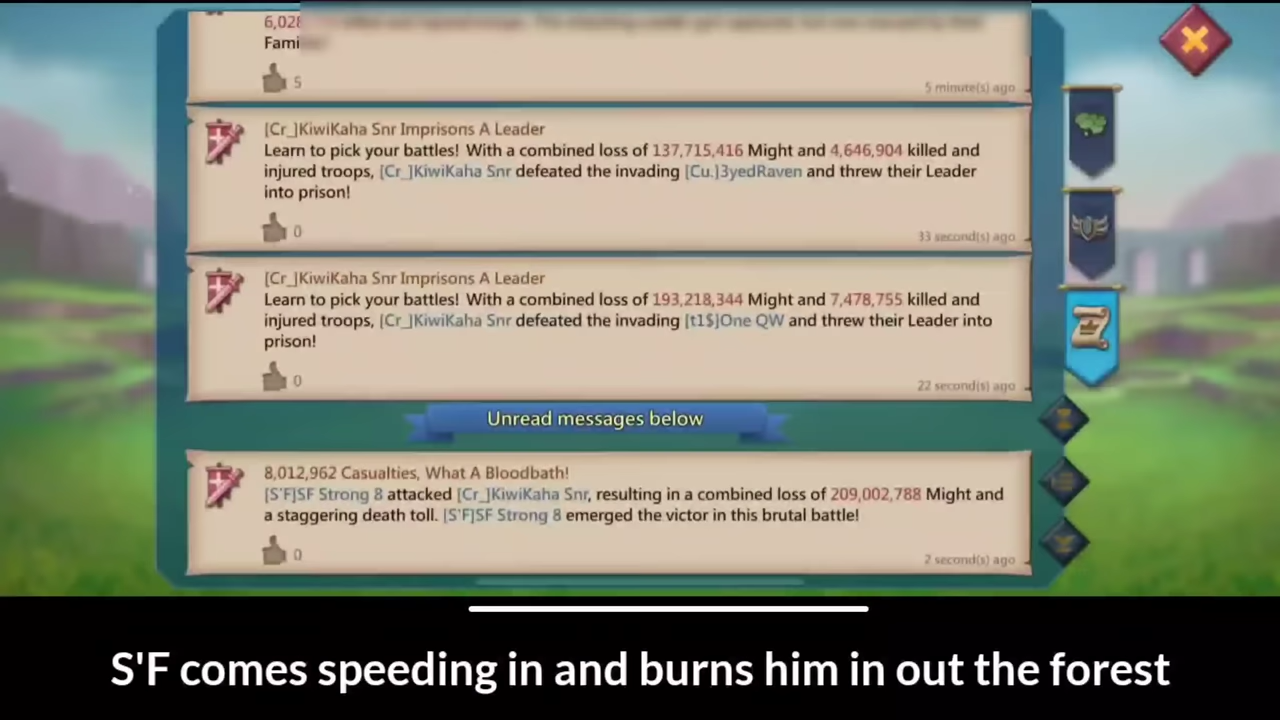 6,028
Fami
5
5 minute(s) ago
[Cr_]KiwiKaha Snr Imprisons A Leader
Learn to pick your battles! With a combined loss of 137,715,416 Might and 4,646,904 killed and
injured troops, [Cr_]KiwiKaha Snr defeated the invading [Cu.]3yedRaven and threw their Leader
into prison!
0
33 second(s) ago
[Cr_]KiwiKaha Snr Imprisons A Leader
Learn to pick your battles! With a combined loss of 193,218,344 Might and 7,478,755 killed and
injured troops, [Cr_]KiwiKaha Snr defeated the invading [t1$]One QW and threw their Leader into
prison!
0
22 second(s) ago
Unread messages below
8,012,962 Casualties, What A Bloodbath!
[S'F]SF Strong 8 attacked [Cr_]KiwiKaha Snr, resulting in a combined loss of 209,002,788 Might and
a staggering death toll. [S'F]SF Strong 8 emerged the victor in this brutal battle!
0
2 second(s) ago
S'F comes speeding in and burns him in out the forest